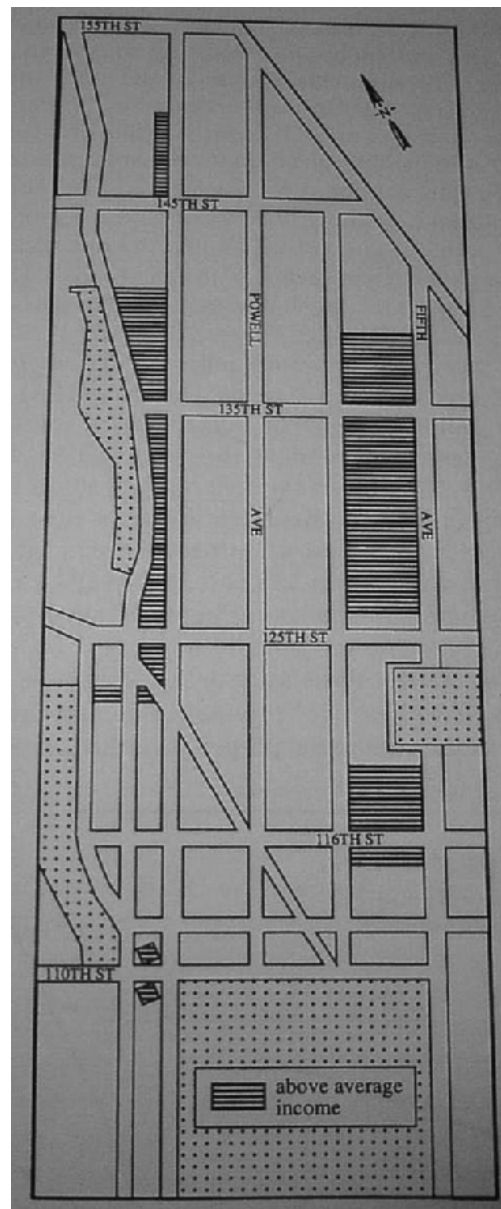 155TH ST
145TH ST
POWELL
FIFTH
135TH ST
AVE
AVE
125TH ST
116TH ST
110TH ST
above average
income